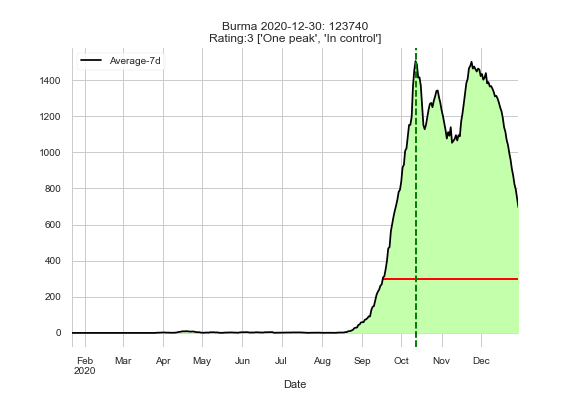 Burma 2020-12-30: 123740
Rating:3 ['One peak', 'In control']
Average-7d
1400
1200
1000
800
600
400
200
0
Feb Mar Apr May Jun Jul Aug Sep Oct Nov Dec
2020
Date